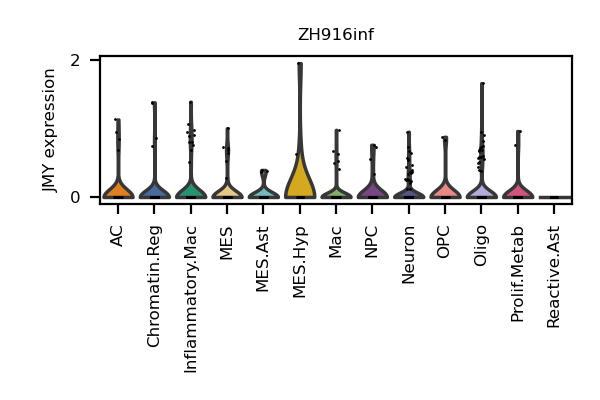 ZH916inf
JMY expression
2
0
AC
Chromatin.Reg
Inflammatory.Mac
MES
MES.Ast
MES.Hyp
Mac
NPC
Neuron
OPC
Oligo
Prolif.Metab
Reactive.Ast